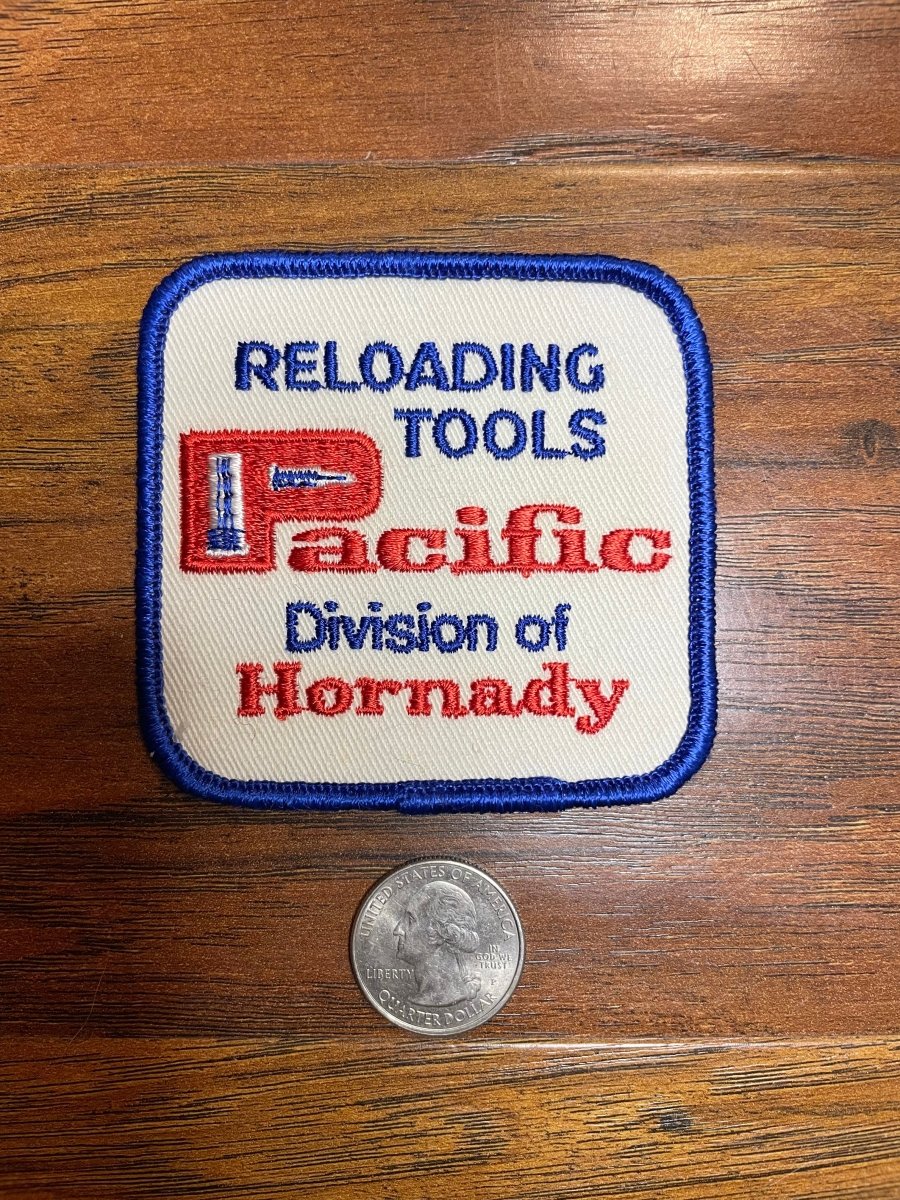 RELOADING
TOOLS
Pacific
Division of
Hornady
UNITED STATES OF AMERICA
LIBERTY
IN
GOD WE
TRUST
P
QUARTER DOLLAR